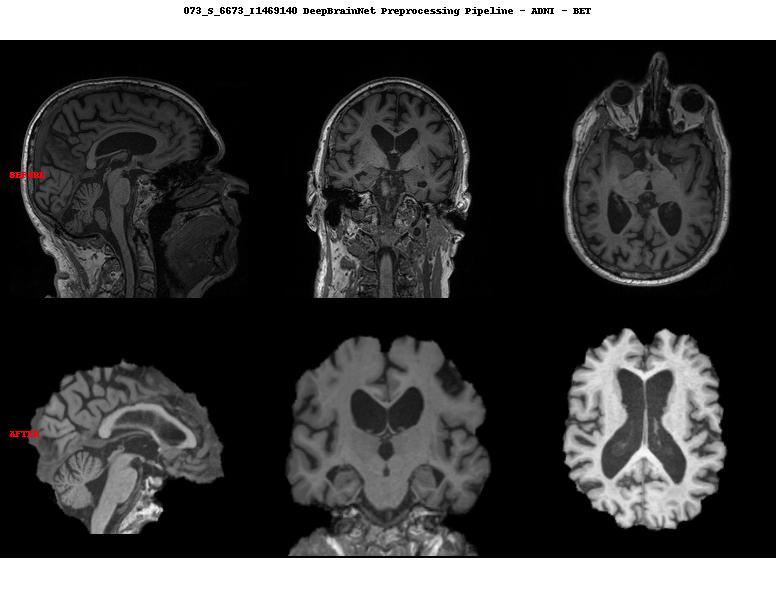 073_S_6673_I1469140 DeepBrainNet Preprocessing Pipeline - ADNI - BET
BEFORE
AFTER